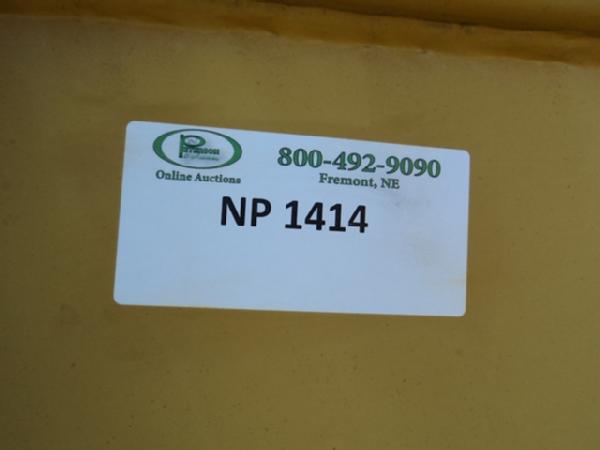 800-492-9090
Online Auctions
Fremont, NE
NP 1414